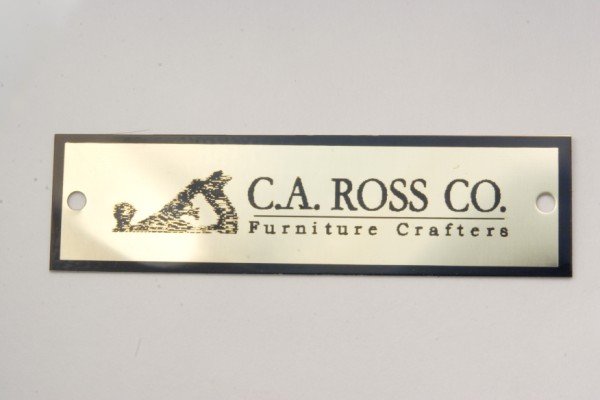 C.A. ROSS CO.
Furniture Crafters